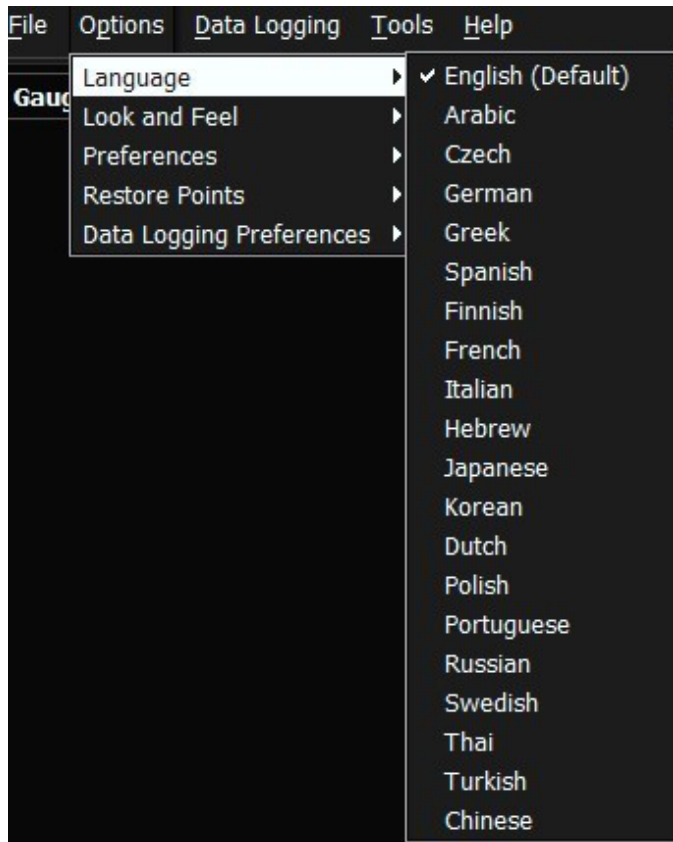 File Options Data Logging Tools Help
Language
Look and Feel
Preferences
Restore Points
Data Logging Preferences
English (Default)
Arabic
Czech
German
Greek
Spanish
Finnish
French
Italian
Hebrew
Japanese
Korean
Dutch
Polish
Portuguese
Russian
Swedish
Thai
Turkish
Chinese